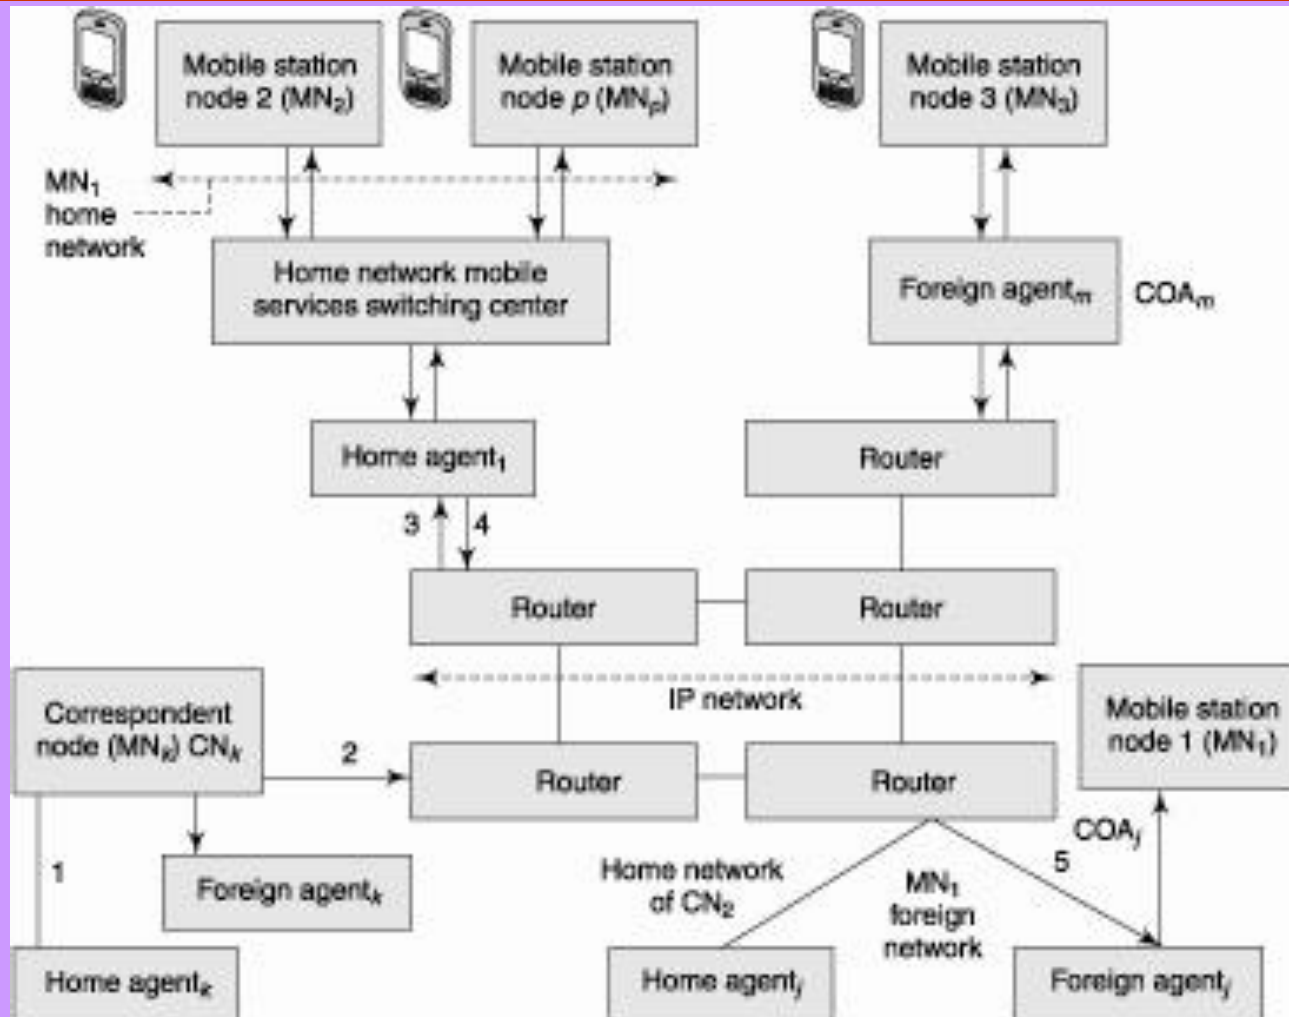 Mobile station
node 2 (MN₂)
Mobile station
node p (MNₚ)
Mobile station
node 3 (MN₃)
MN₁
home
network
Home network mobile
services switching center
Foreign agentₘ
COAₘ
Home agent₁
Router
3
4
Router
Router
IP network
Correspondent
node (MNₖ) CNₖ
Mobile station
node 1 (MN₁)
2
Router
Router
COAⱼ
1
Foreign agentₖ
Home network
of CN₂
MN₁
foreign
network
5
Home agentₖ
Home agentⱼ
Foreign agentⱼ